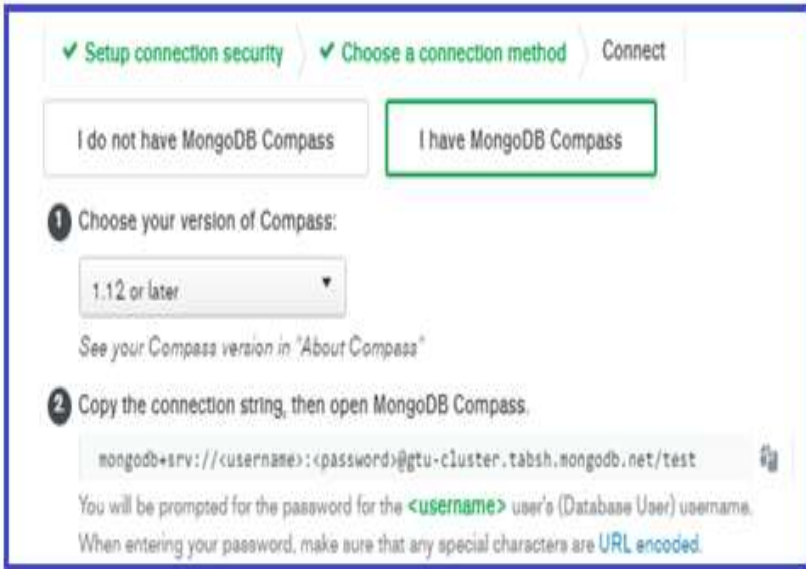 ✔ Setup connection security ✔ Choose a connection method Connect
I do not have MongoDB Compass I have MongoDB Compass
1 Choose your version of Compass:
1.12 or later
See your Compass version in "About Compass"
2 Copy the connection string, then open MongoDB Compass.
mongodb+srv://<username>:<password>@gtu-cluster.tabsh.mongodb.net/test
You will be prompted for the password for the <username> user's (Database User) username.
When entering your password, make sure that any special characters are URL encoded.